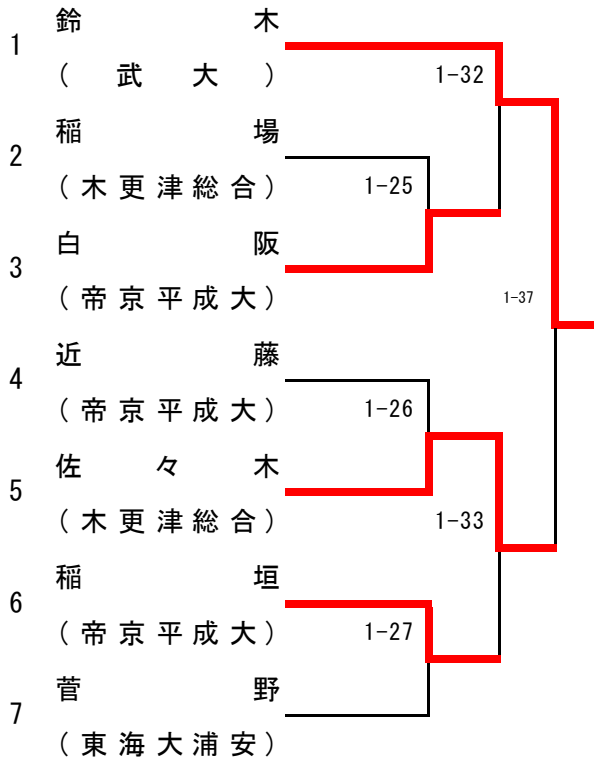 1 鈴木
(武大)
1-32
2 稲場
(木更津総合)
1-25
3 白阪
(帝京平成大)
1-37
4 近藤
(帝京平成大)
1-26
5 佐々木
(木更津総合)
1-33
6 稲垣
(帝京平成大)
1-27
7 菅野
(東海大浦安)